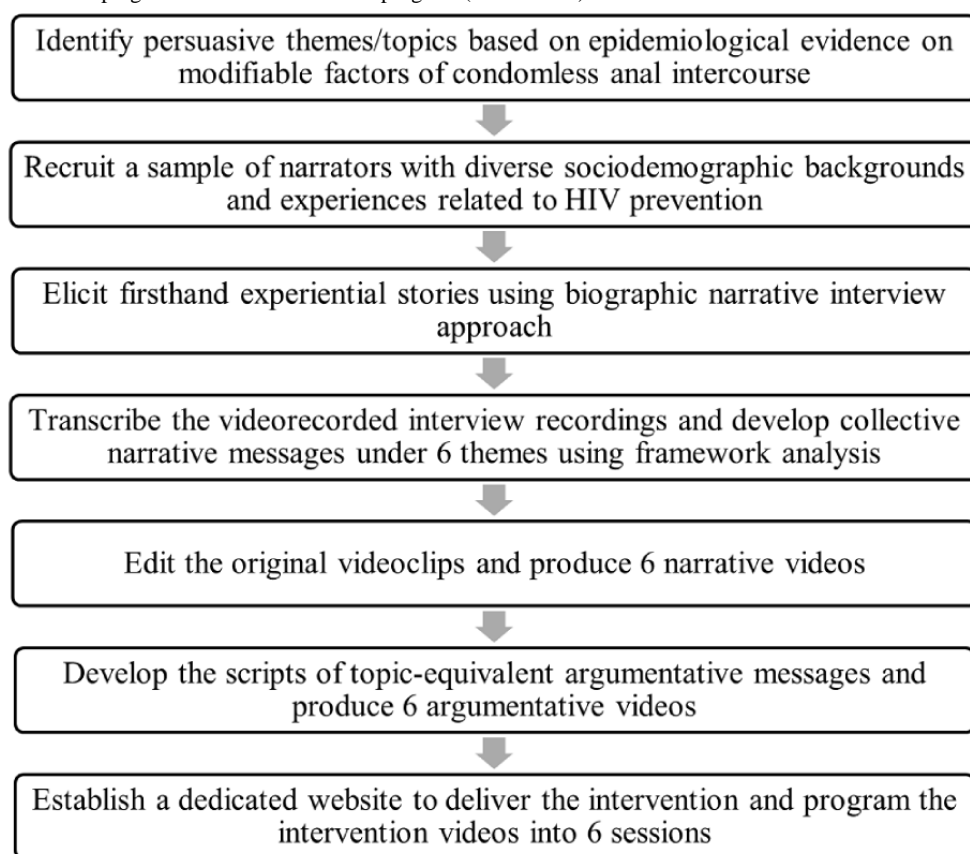 Identify persuasive themes/topics based on epidemiological evidence on
modifiable factors of condomless anal intercourse
Recruit a sample of narrators with diverse sociodemographic backgrounds
and experiences related to HIV prevention
Elicit firsthand experiential stories using biographic narrative interview
approach
Transcribe the videorecorded interview recordings and develop collective
narrative messages under 6 themes using framework analysis
Edit the original videoclips and produce 6 narrative videos
Develop the scripts of topic-equivalent argumentative messages and
produce 6 argumentative videos
Establish a dedicated website to deliver the intervention and program the
intervention videos into 6 sessions